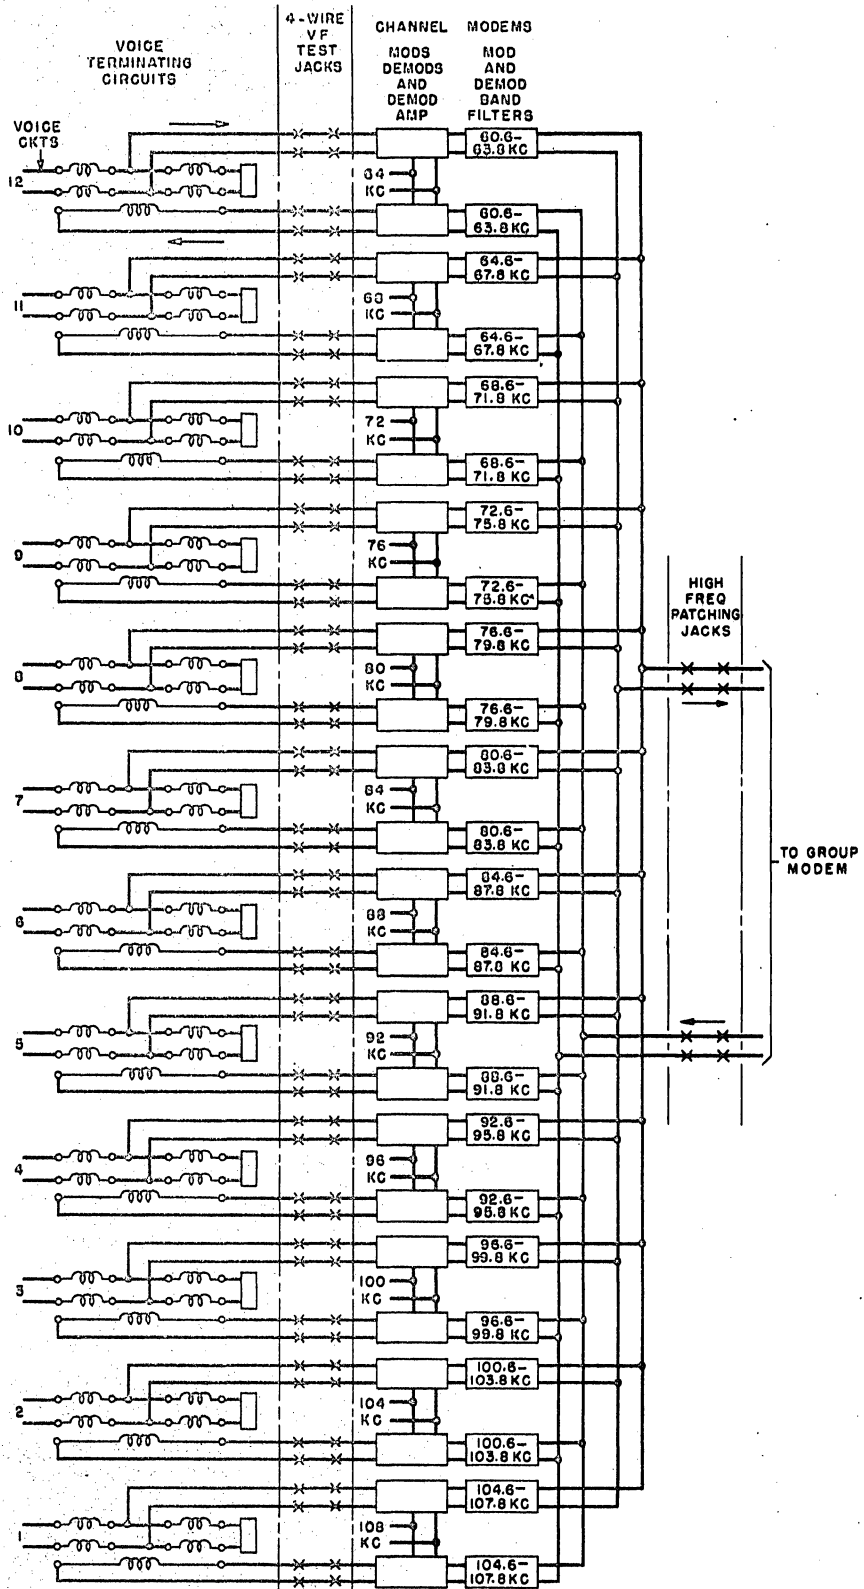 4-WIRE
VF
TEST
JACKS
CHANNEL MODEMS
VOICE
TERMINATING
CIRCUITS
MODS
DEMODS
AND
DEMOD
AMP
MOD
AND
DEMOD
BAND
FILTERS
VOICE
CKTS
12
64
KC
60.6-
63.8 KC
60.6-
63.8 KC
11
68
KC
64.6-
67.8 KC
64.6-
67.8 KC
10
72
KC
68.6-
71.8 KC
68.6-
71.8 KC
9
76
KC
72.6-
75.8 KC
72.6-
75.8 KC
HIGH
FREQ
PATCHING
JACKS
8
80
KC
76.6-
79.8 KC
76.6-
79.8 KC
7
84
KC
80.6-
83.8 KC
80.6-
83.8 KC
TO GROUP
MODEM
6
88
KC
84.6-
87.8 KC
84.6-
87.8 KC
5
92
KC
88.6-
91.8 KC
88.6-
91.8 KC
4
96
KC
92.6-
95.8 KC
92.6-
95.8 KC
3
100
KC
96.6-
99.8 KC
96.6-
99.8 KC
2
104
KC
100.6-
103.8 KC
100.6-
103.8 KC
1
108
KC
104.6-
107.8 KC
104.6-
107.8 KC